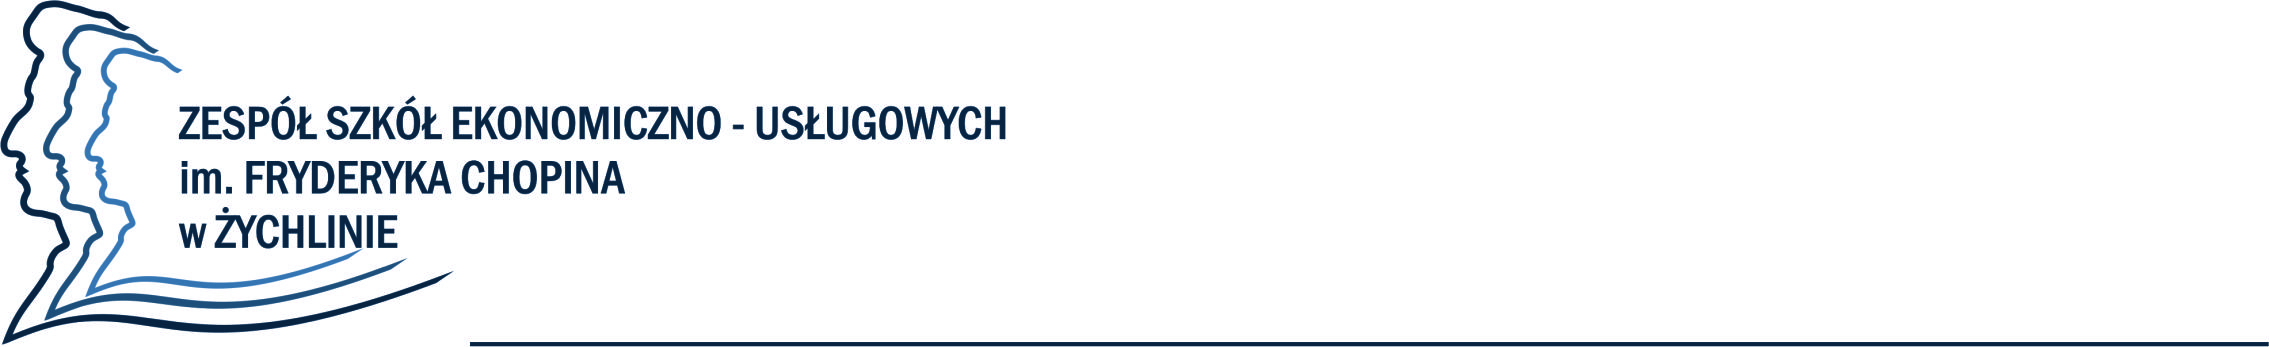 ZESPÓŁ SZKÓŁ EKONOMICZNO - USŁUGOWYCH
im. FRYDERYKA CHOPINA
w ŻYCHLINIE